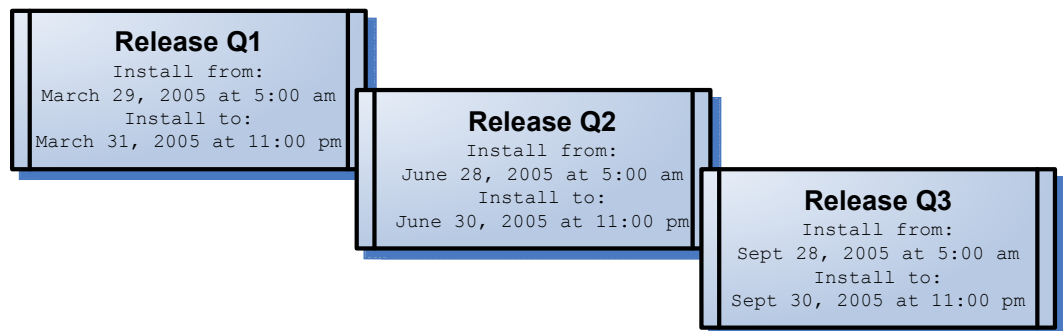 Release Q1
Install from:
March 29, 2005 at 5:00 am
Install to:
March 31, 2005 at 11:00 pm
Release Q2
Install from:
June 28, 2005 at 5:00 am
Install to:
June 30, 2005 at 11:00 pm
Release Q3
Install from:
Sept 28, 2005 at 5:00 am
Install to:
Sept 30, 2005 at 11:00 pm